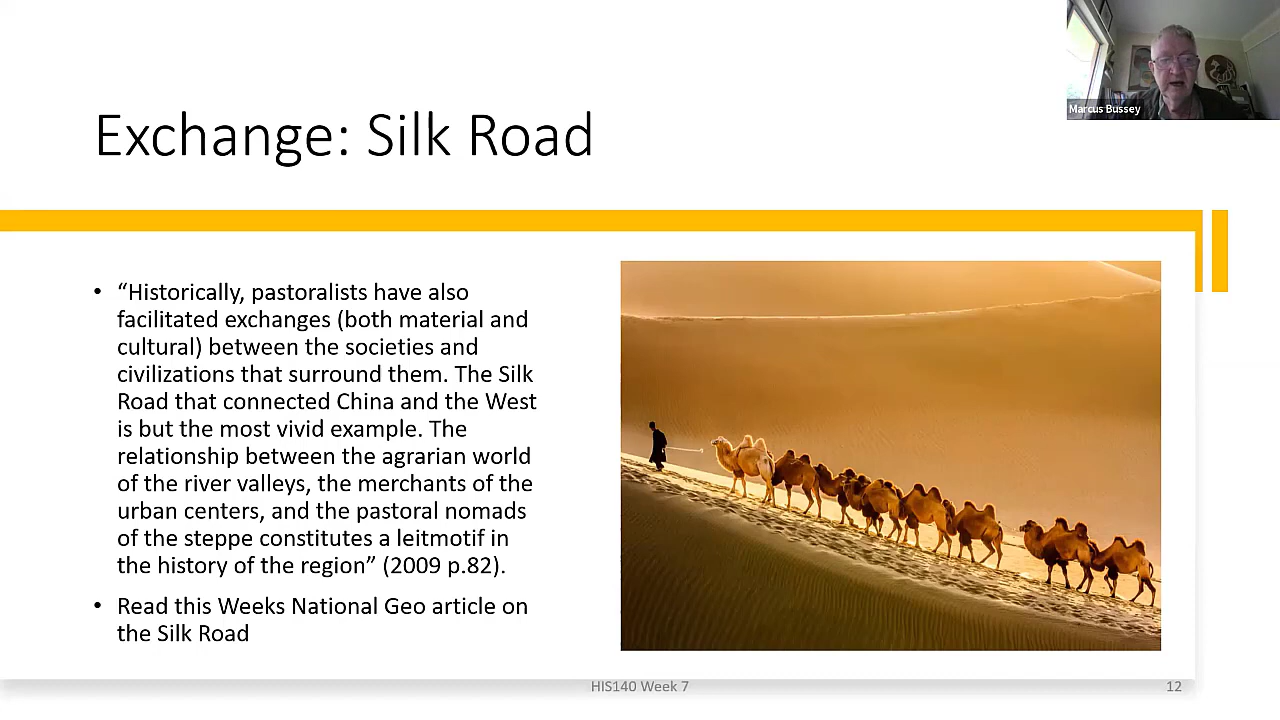 Marcus Bussey
Exchange: Silk Road
• “Historically, pastoralists have also
facilitated exchanges (both material and
cultural) between the societies and
civilizations that surround them. The Silk
Road that connected China and the West
is but the most vivid example. The
relationship between the agrarian world
of the river valleys, the merchants of the
urban centers, and the pastoral nomads
of the steppe constitutes a leitmotif in
the history of the region” (2009 p.82).
• Read this Weeks National Geo article on
the Silk Road
HIS140 Week 7
12